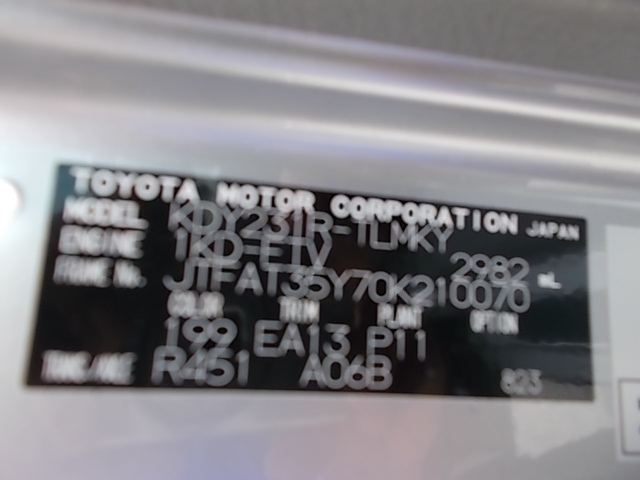 TOYOTA MOTOR CORPORATION JAPAN
MODEL KDY231R-TLMKY
ENGINE 1KD-FTV 2982 mL
FRAME No. JTFAT35Y70K210070
COLOR TRIM PLANT OPTION
199 EA13 P11
TRANS/AXLE R451 A06B 823